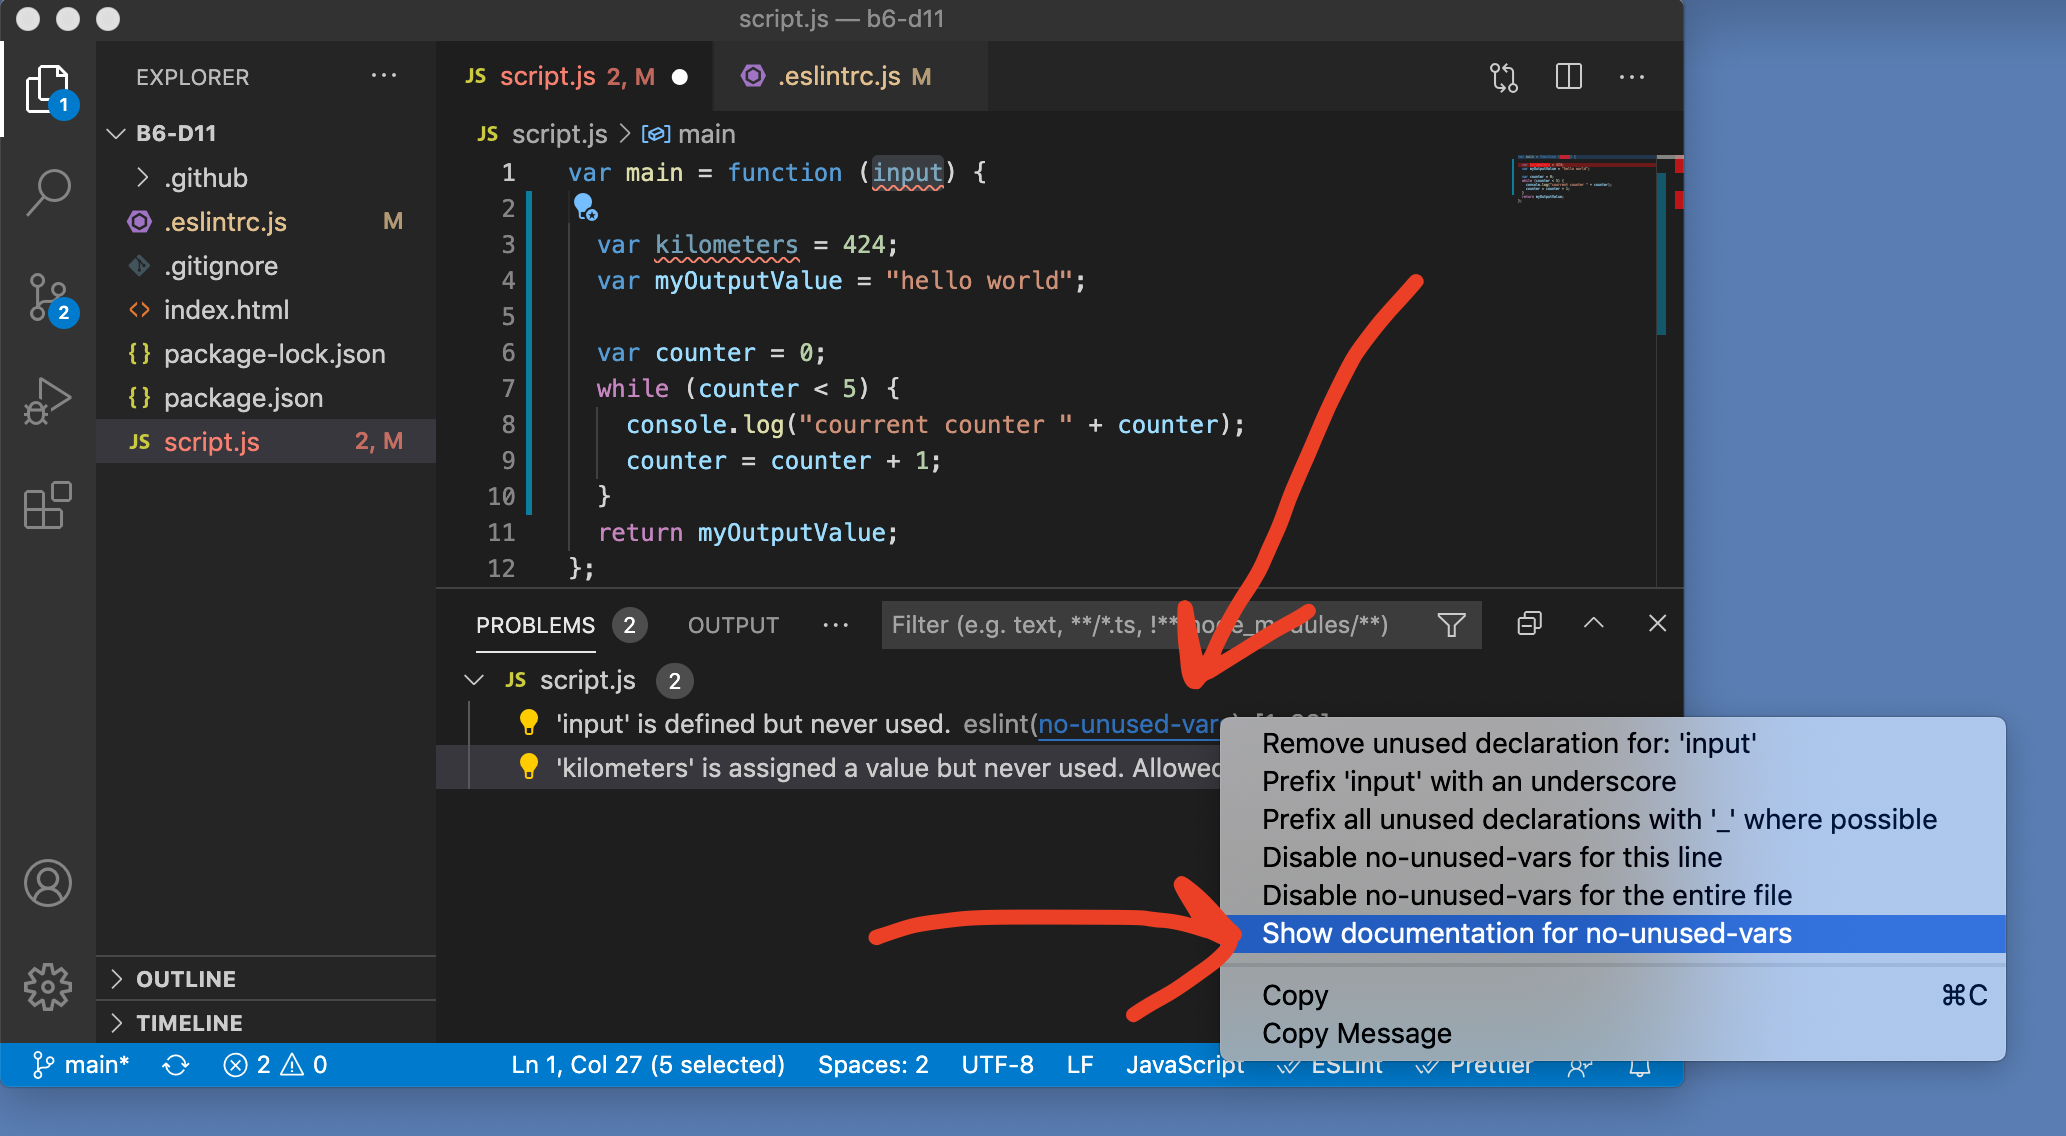 script.js — b6-d11
EXPLORER ···
JS script.js 2, M
.eslintrc.js M
···
1
B6-D11
.github
.eslintrc.js M
.gitignore
index.html
{} package-lock.json
{} package.json
JS script.js 2, M
2
OUTLINE
TIMELINE
JS script.js > main
1 var main = function (input) {
2
3 var kilometers = 424;
4 var myOutputValue = "hello world";
5
6 var counter = 0;
7 while (counter < 5) {
8 console.log("courrent counter " + counter);
9 counter = counter + 1;
10 }
11 return myOutputValue;
12 };
PROBLEMS 2 OUTPUT ··· Filter (e.g. text, **/*.ts, !**/node_modules/**)
JS script.js 2
'input' is defined but never used. eslint(no-unused-vars)
'kilometers' is assigned a value but never used. Allowed
Remove unused declaration for: 'input'
Prefix 'input' with an underscore
Prefix all unused declarations with '_' where possible
Disable no-unused-vars for this line
Disable no-unused-vars for the entire file
Show documentation for no-unused-vars
Copy ⌘C
Copy Message
main* 2 0 Ln 1, Col 27 (5 selected) Spaces: 2 UTF-8 LF JavaScript ESLint Prettier